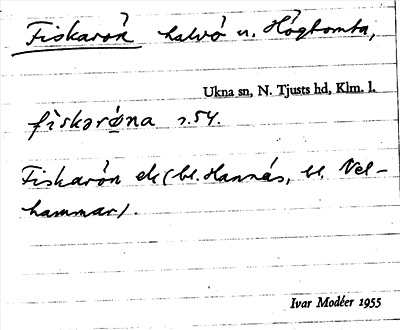 Fiskarön halvö n. Högtomta,
Ukna sn, N. Tjusts hd, Klm. l.
fiskəröna s.54.
Fiskarön ek (bl. Hannäs, bl. Vel-
hammar).
Ivar Modéer 1955